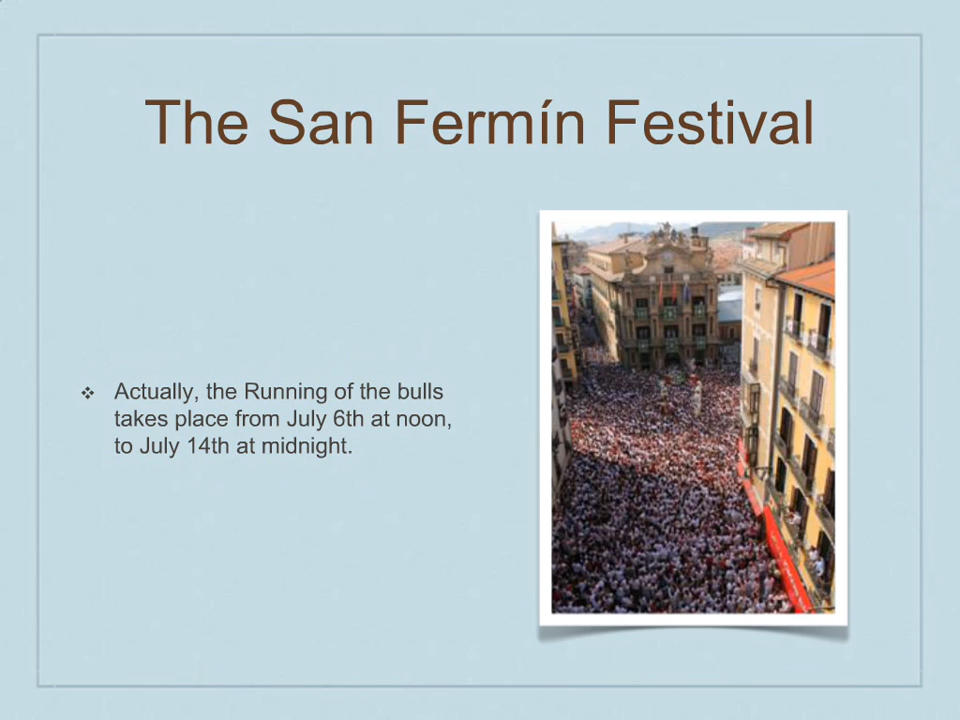 The San Fermín Festival
Actually, the Running of the bulls
takes place from July 6th at noon,
to July 14th at midnight.